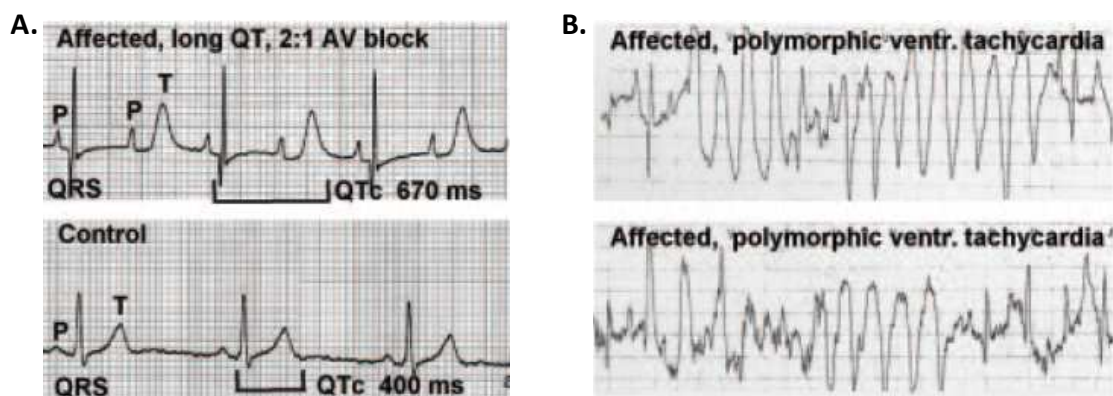 A.
Affected, long QT, 2:1 AV block
P
P
T
QRS
QTc 670 ms
Control
P
T
QRS
QTc 400 ms
B.
Affected, polymorphic ventr. tachycardia
Affected, polymorphic ventr. tachycardia